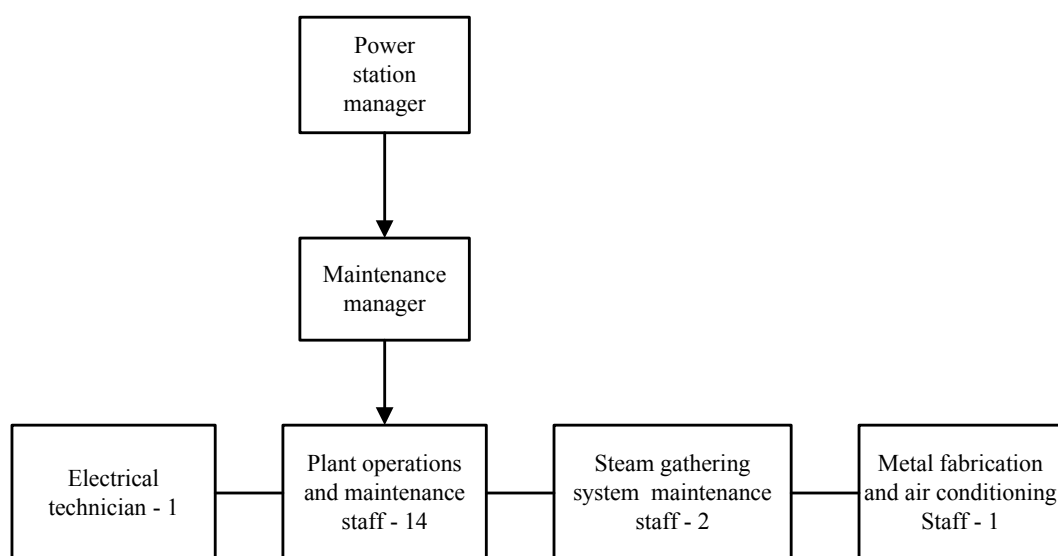 Power
station
manager
Maintenance
manager
Electrical
technician - 1
Plant operations
and maintenance
staff - 14
Steam gathering
system  maintenance
staff - 2
Metal fabrication
and air conditioning
Staff - 1